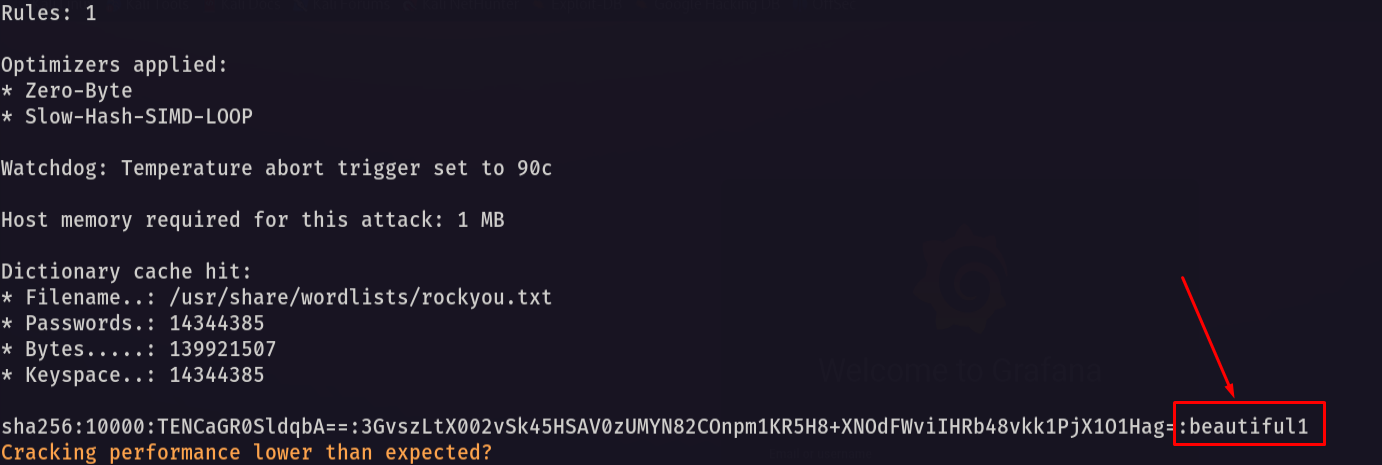 Rules: 1
Optimizers applied:
* Zero-Byte
* Slow-Hash-SIMD-LOOP
Watchdog: Temperature abort trigger set to 90c
Host memory required for this attack: 1 MB
Dictionary cache hit:
* Filename..: /usr/share/wordlists/rockyou.txt
* Passwords.: 14344385
* Bytes.....: 139921507
* Keyspace..: 14344385
Welcome to Grafana
sha256:10000:TENCaGR0SldqbA==:3GvszLtX002vSk45HSAV0zUMYN82COnpm1KR5H8+XNOdFWviIHRb48vkk1PjX1O1Hag=:beautiful1
Cracking performance lower than expected?